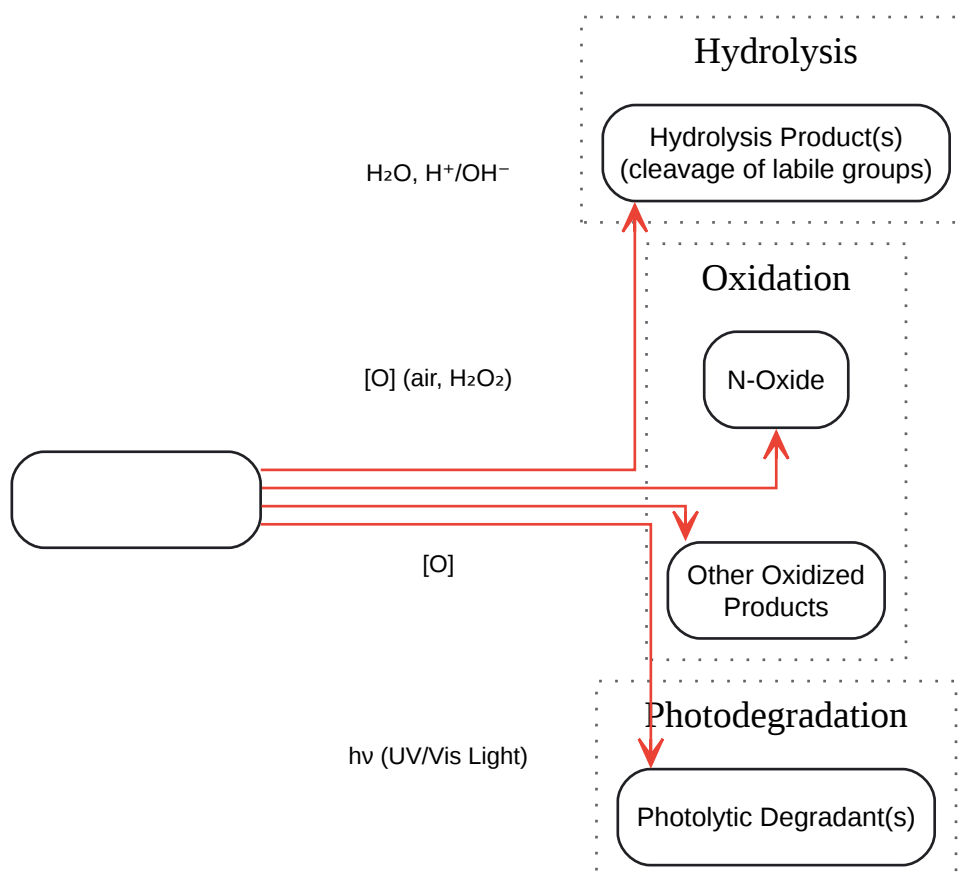 Hydrolysis
Hydrolysis Product(s)
(cleavage of labile groups)
H₂O, H⁺/OH⁻
Oxidation
N-Oxide
[O] (air, H₂O₂)
[O]
Other Oxidized
Products
Photodegradation
hν (UV/Vis Light)
Photolytic Degradant(s)